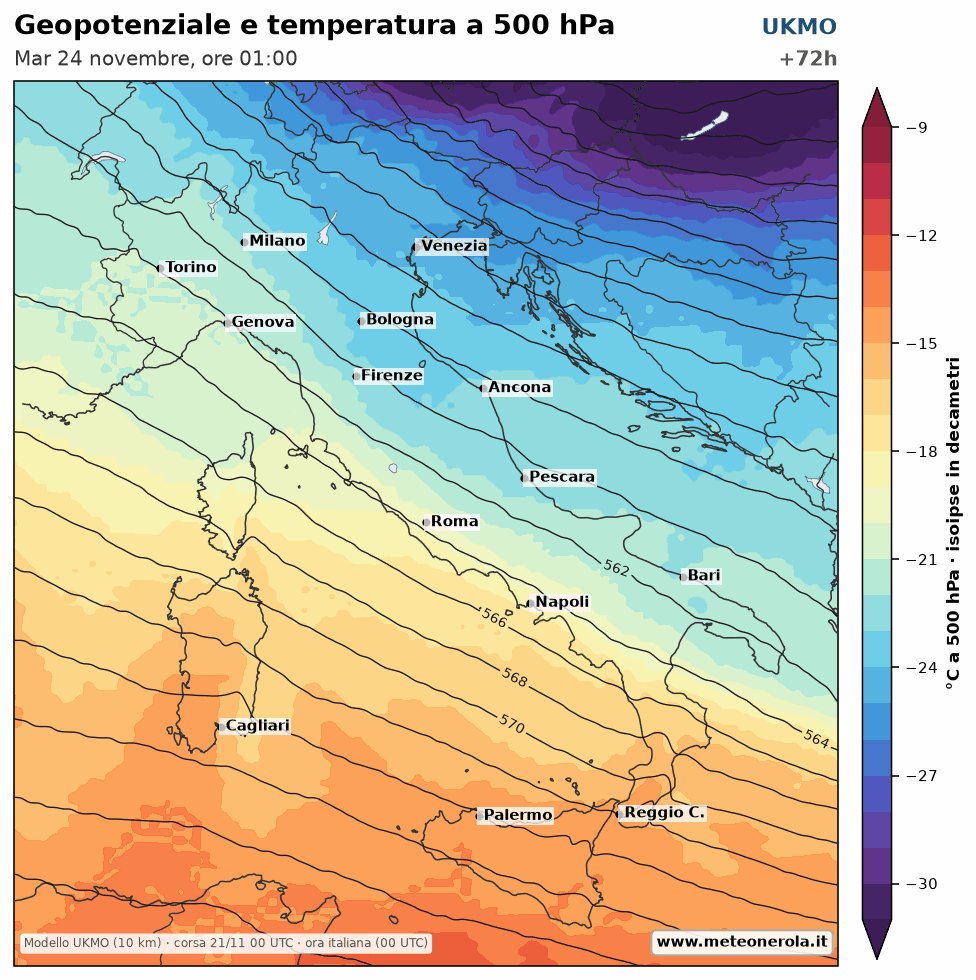 Geopotenziale e temperatura a 500 hPa
UKMO
Mar 24 novembre, ore 01:00
+72h
Milano
Venezia
Torino
Genova
Bologna
Firenze
Ancona
Pescara
Roma
562
Bari
Napoli
566
568
570
Cagliari
564
Palermo
Reggio C.
−9
−12
−15
−18
−21
−24
−27
−30
°C a 500 hPa · isoipse in decametri
Modello UKMO (10 km) · corsa 21/11 00 UTC · ora italiana (00 UTC)
www.meteonerola.it